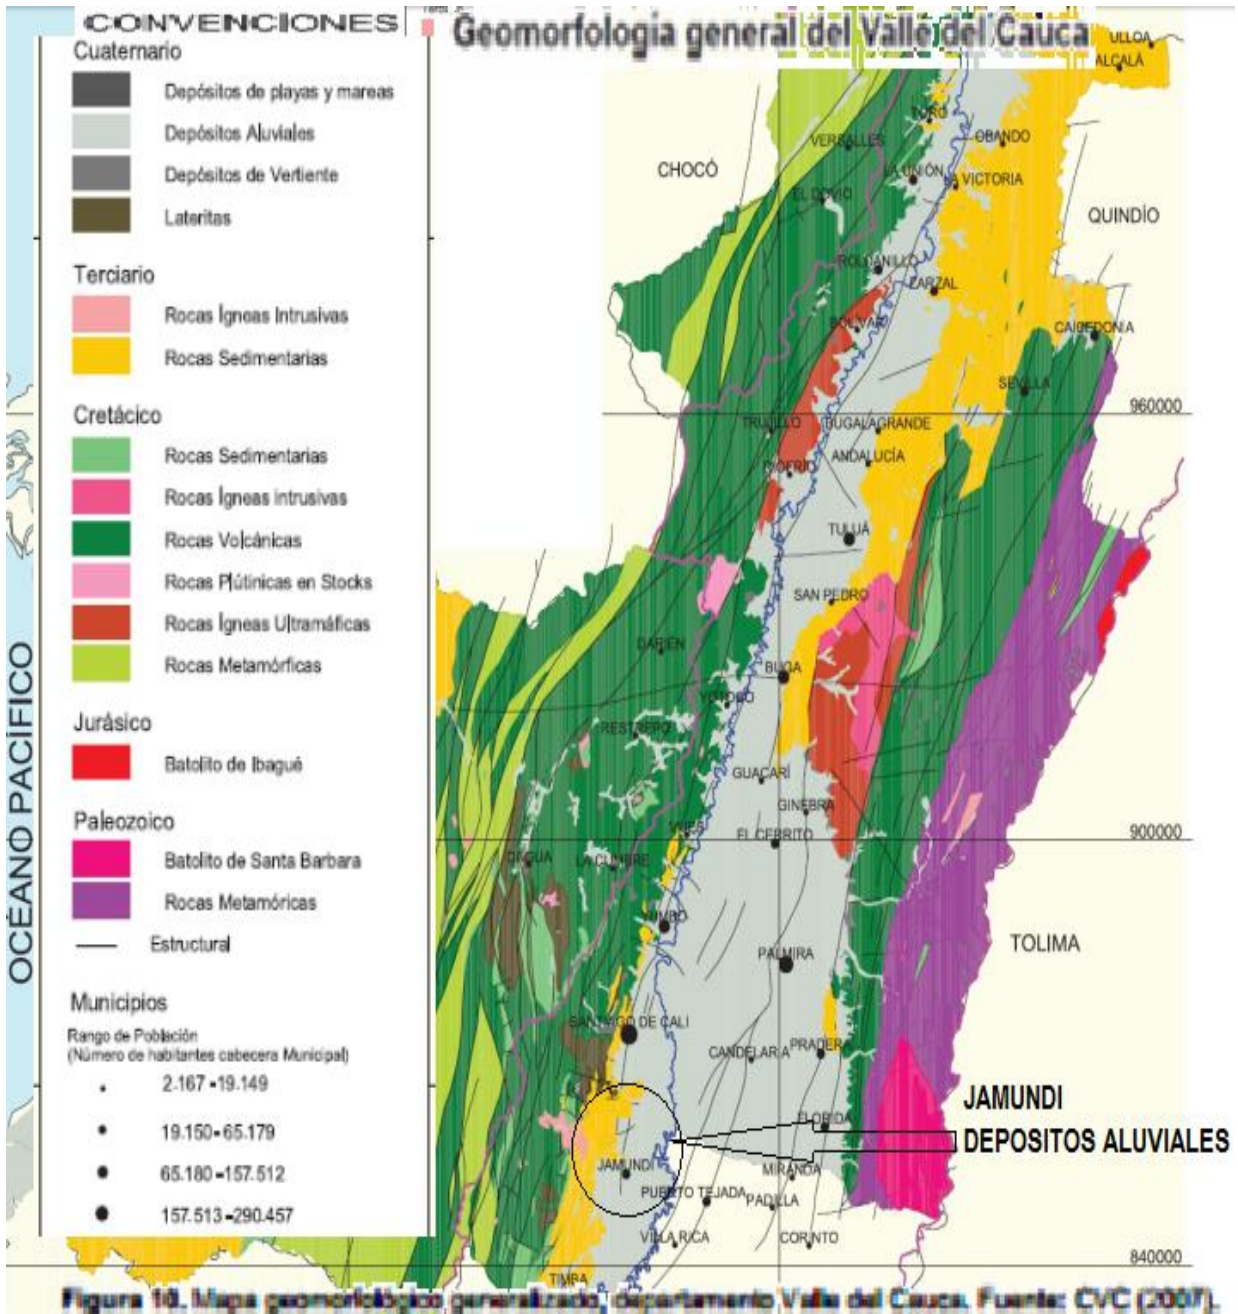 CONVENCIONES
Geomorfologia general del Valle del Cauca
Cuaternario
Depósitos de playas y mareas
Depósitos Aluviales
Depósitos de Vertiente
Lateritas
Terciario
Rocas Ígneas Intrusivas
Rocas Sedimentarias
Cretácico
Rocas Sedimentarias
Rocas Ígneas intrusivas
Rocas Volcánicas
Rocas Plútinicas en Stocks
Rocas Ígneas Ultramáficas
Rocas Metamórficas
Jurásico
Batolito de Ibagué
Paleozoico
Batolito de Santa Barbara
Rocas Metamóricas
Estructural
Municipios
Rango de Población
(Número de habitantes cabecera Municipal)
2.167 -19.149
19.150- 65.179
65.180 -157.512
157.513 -290.457
OCÉANO PACÍFICO
ULLOA
ALCALÁ
TORO
OBANDO
VERSALLES
CHOCÓ
LA UNIÓN
LA VICTORIA
EL DOVIO
QUINDÍO
ROLDANILLO
ZARZAL
BOLIVAR
CAICEDONIA
SEVILLA
960000
TRUJILLO
BUGALAGRANDE
ANDALUCÍA
RIOFRIO
TULUÁ
SAN PEDRO
DARIEN
BUGA
YOTOCO
RESTREPO
GUACARÍ
GINEBRA
900000
VIJES
EL CERRITO
DAGUA
LA CUMBRE
YUMBO
TOLIMA
PALMIRA
SANTIAGO DE CALI
CANDELARIA
PRADERA
JAMUNDI
DEPOSITOS ALUVIALES
FLORIDA
JAMUNDÍ
MIRANDA
PUERTO TEJADA
PADILLA
VILLA RICA
CORINTO
840000
TIMBA
Figura 10. Mapa geomorfológico generalizado, departamento Valle del Cauca. Fuente: CVC (2007).